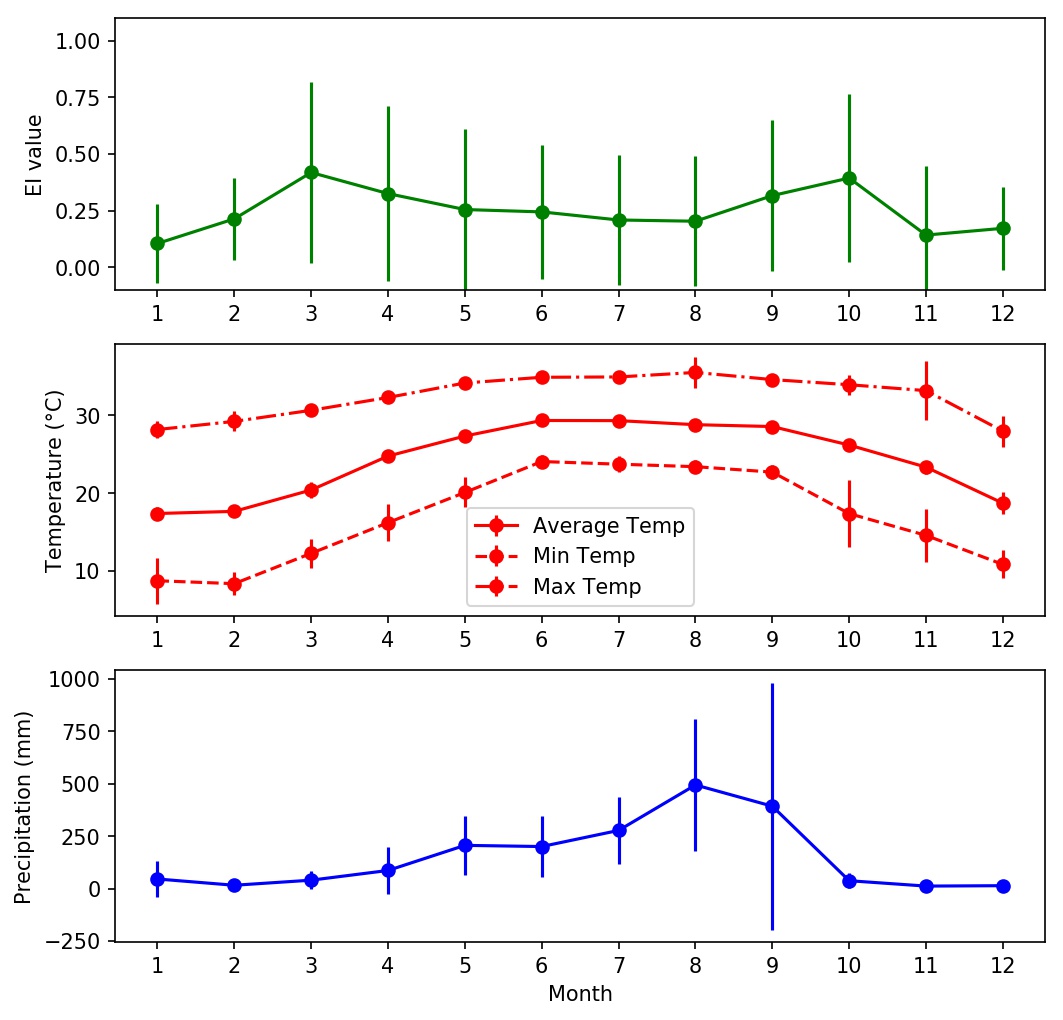 EI value
1.00
0.75
0.50
0.25
0.00
1 2 3 4 5 6 7 8 9 10 11 12
Temperature (°C)
30
20
10
Average Temp
Min Temp
Max Temp
1 2 3 4 5 6 7 8 9 10 11 12
Precipitation (mm)
1000
750
500
250
0
−250
1 2 3 4 5 6 7 8 9 10 11 12
Month